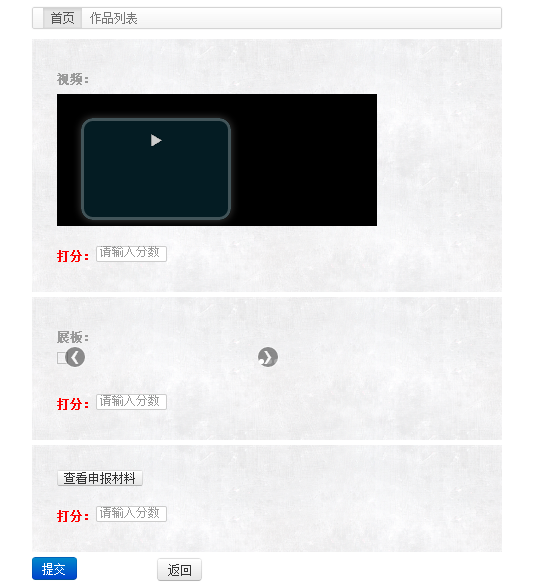 首页 作品列表
视频：
打分： 请输入分数
展板：
打分： 请输入分数
查看申报材料
打分： 请输入分数
提交 返回